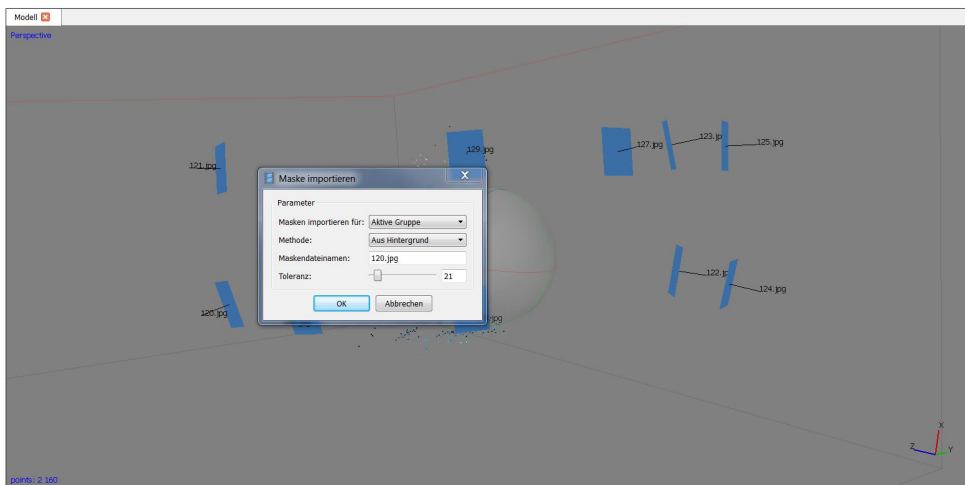 Modell
Perspective
129.jpg
127.jpg
123.jp
125.jpg
121.jpg
Maske importieren
Parameter
Masken importieren für: Aktive Gruppe
Methode: Aus Hintergrund
Maskendateinamen: 120.jpg
Toleranz: 21
OK Abbrechen
122.jp
124.jpg
120.jpg
jpg
X
Z
Y
points: 2 160